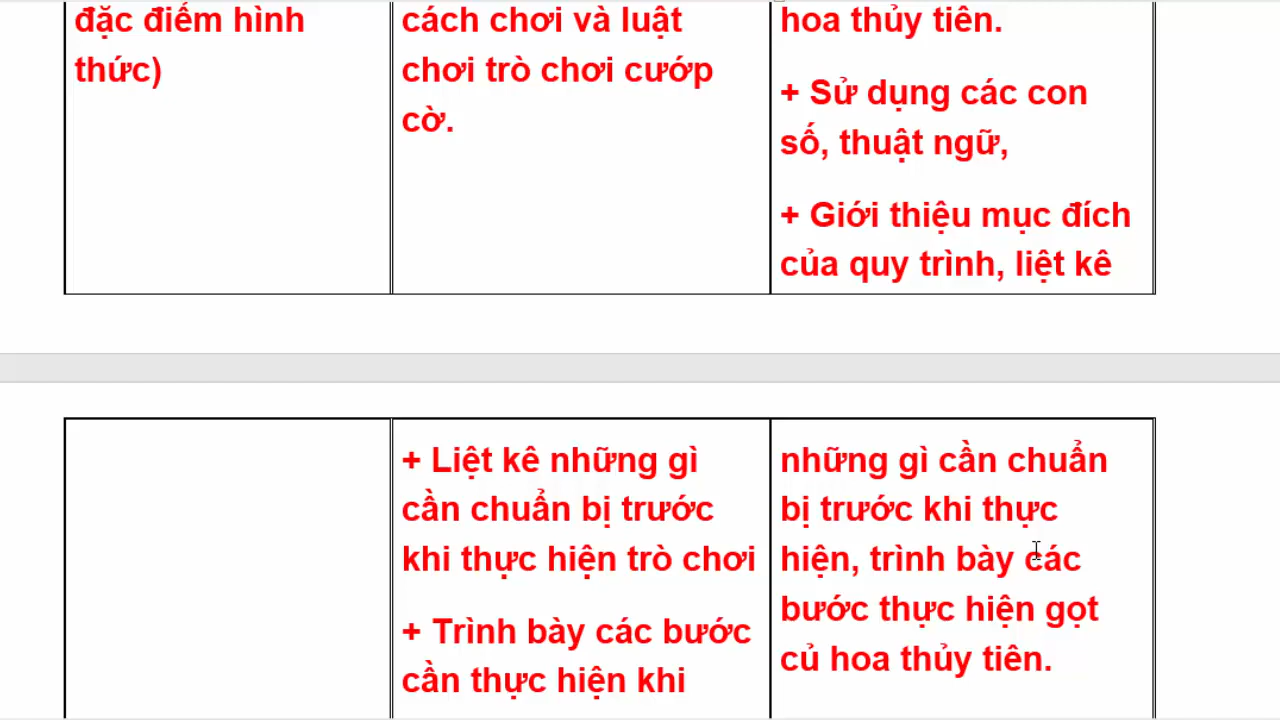 đặc điểm hình
thức)
cách chơi và luật
chơi trò chơi cướp
cờ.
hoa thủy tiên.
+ Sử dụng các con
số, thuật ngữ,
+ Giới thiệu mục đích
của quy trình, liệt kê
+ Liệt kê những gì
cần chuẩn bị trước
khi thực hiện trò chơi
+ Trình bày các bước
cần thực hiện khi
những gì cần chuẩn
bị trước khi thực
hiện, trình bày các
bước thực hiện gọt
củ hoa thủy tiên.